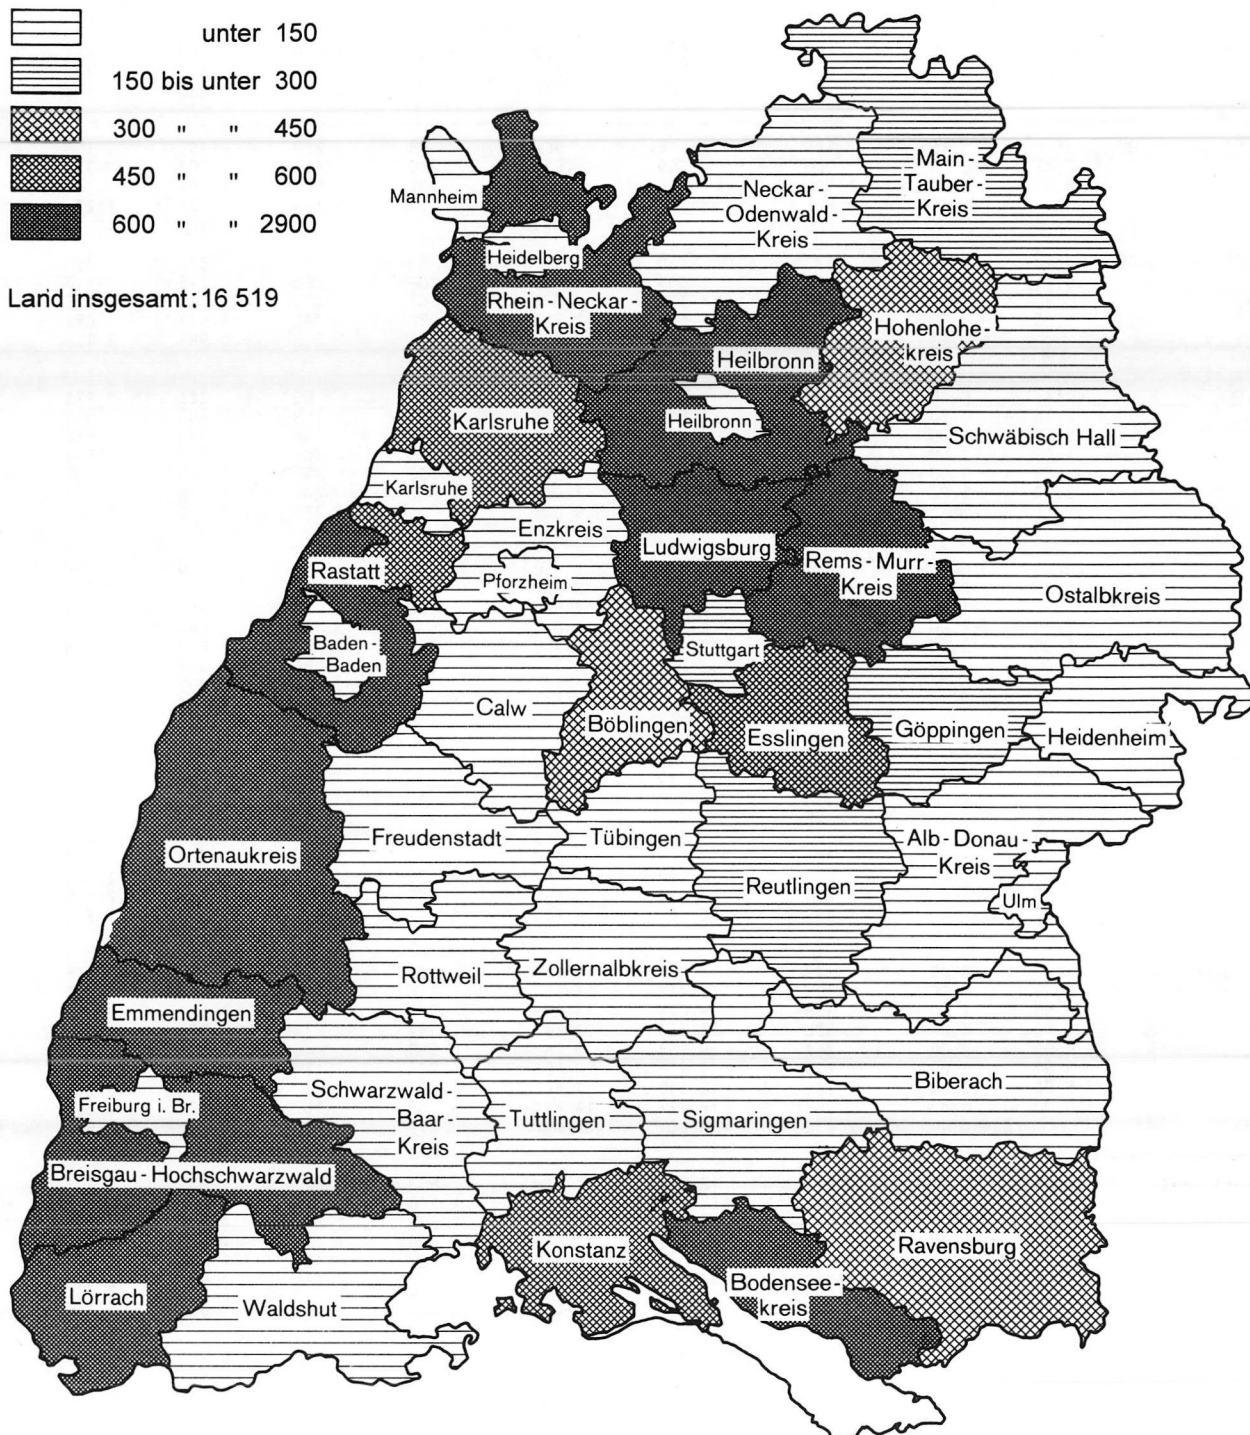 unter 150
150 bis unter 300
300 " " 450
450 " " 600
600 " " 2900
Land insgesamt: 16 519
Main-
Tauber-
Kreis
Neckar-
Odenwald-
Kreis
Mannheim
Heidelberg
Rhein-Neckar-
Kreis
Hohenlohe-
kreis
Heilbronn
Heilbronn
Karlsruhe
Schwäbisch Hall
Karlsruhe
Enzkreis
Ludwigsburg
Rems-Murr-
Kreis
Rastatt
Pforzheim
Ostalbkreis
Baden-
Baden
Stuttgart
Calw
Böblingen
Esslingen
Göppingen
Heidenheim
Freudenstadt
Tübingen
Alb-Donau-
Kreis
Ortenaukreis
Reutlingen
Ulm
Rottweil
Zollernalbkreis
Emmendingen
Schwarzwald-
Baar-
Kreis
Biberach
Freiburg i. Br.
Tuttlingen
Sigmaringen
Breisgau-Hochschwarzwald
Konstanz
Ravensburg
Bodensee-
kreis
Lörrach
Waldshut